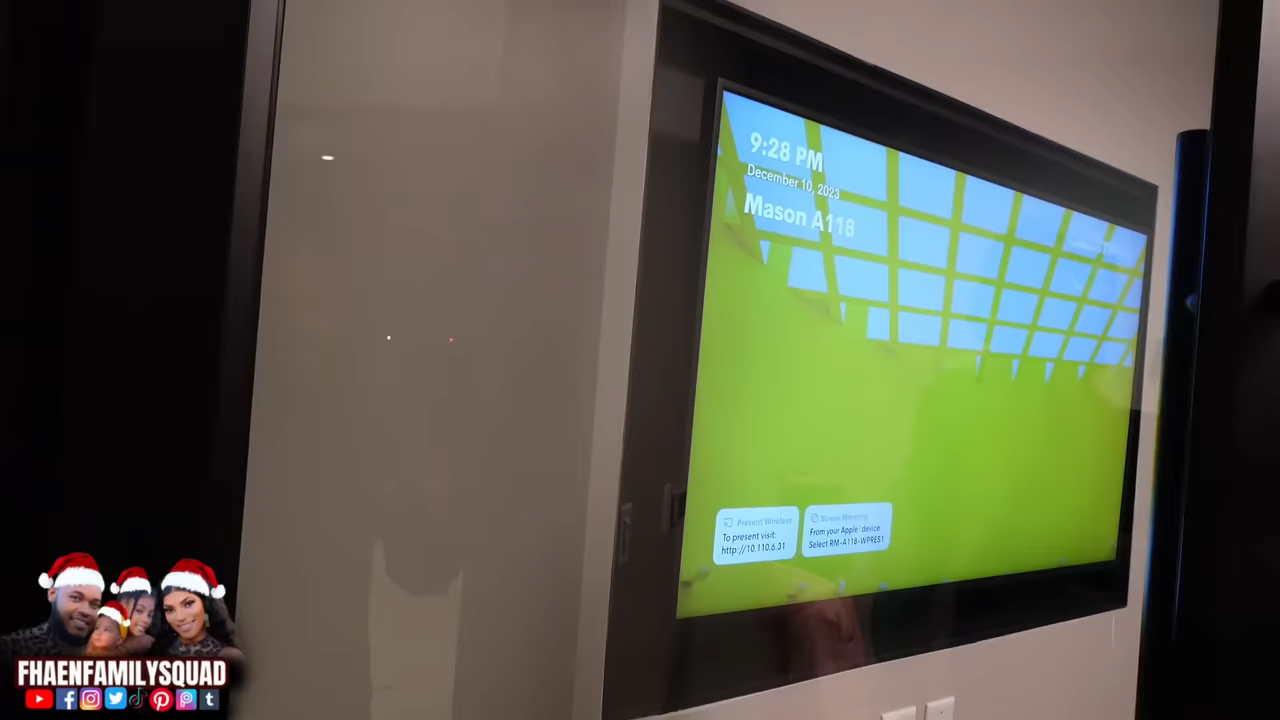 9:28 PM
December 10, 2023
Mason A118
Present Wireless
To present visit:
http://10.110.6.31
Screen Mirroring
From your Apple device
Select RM-A118-WPRES1
FHAENFAMILYSQUAD